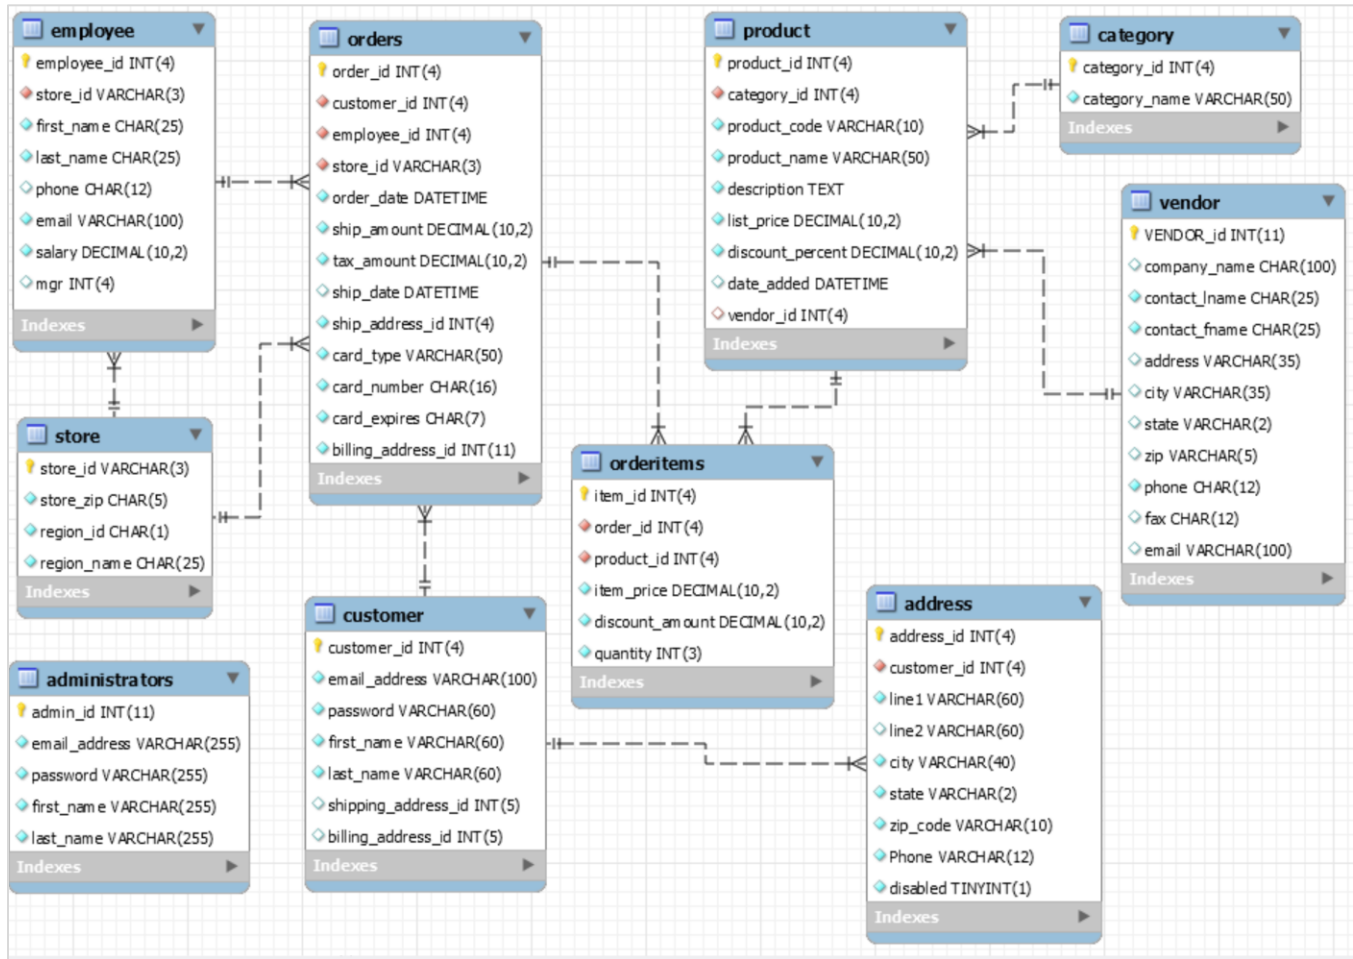 employee
employee_id INT(4)
store_id VARCHAR(3)
first_name CHAR(25)
last_name CHAR(25)
phone CHAR(12)
email VARCHAR(100)
salary DECIMAL(10,2)
mgr INT(4)
Indexes
orders
order_id INT(4)
customer_id INT(4)
employee_id INT(4)
store_id VARCHAR(3)
order_date DATETIME
ship_amount DECIMAL(10,2)
tax_amount DECIMAL(10,2)
ship_date DATETIME
ship_address_id INT(4)
card_type VARCHAR(50)
card_number CHAR(16)
card_expires CHAR(7)
billing_address_id INT(11)
Indexes
product
product_id INT(4)
category_id INT(4)
product_code VARCHAR(10)
product_name VARCHAR(50)
description TEXT
list_price DECIMAL(10,2)
discount_percent DECIMAL(10,2)
date_added DATETIME
vendor_id INT(4)
Indexes
category
category_id INT(4)
category_name VARCHAR(50)
Indexes
vendor
VENDOR_id INT(11)
company_name CHAR(100)
contact_lname CHAR(25)
contact_fname CHAR(25)
address VARCHAR(35)
city VARCHAR(35)
state VARCHAR(2)
zip VARCHAR(5)
phone CHAR(12)
fax CHAR(12)
email VARCHAR(100)
Indexes
store
store_id VARCHAR(3)
store_zip CHAR(5)
region_id CHAR(1)
region_name CHAR(25)
Indexes
orderitems
item_id INT(4)
order_id INT(4)
product_id INT(4)
item_price DECIMAL(10,2)
discount_amount DECIMAL(10,2)
quantity INT(3)
Indexes
administrators
admin_id INT(11)
email_address VARCHAR(255)
password VARCHAR(255)
first_name VARCHAR(255)
last_name VARCHAR(255)
Indexes
customer
customer_id INT(4)
email_address VARCHAR(100)
password VARCHAR(60)
first_name VARCHAR(60)
last_name VARCHAR(60)
shipping_address_id INT(5)
billing_address_id INT(5)
Indexes
address
address_id INT(4)
customer_id INT(4)
line1 VARCHAR(60)
line2 VARCHAR(60)
city VARCHAR(40)
state VARCHAR(2)
zip_code VARCHAR(10)
Phone VARCHAR(12)
disabled TINYINT(1)
Indexes